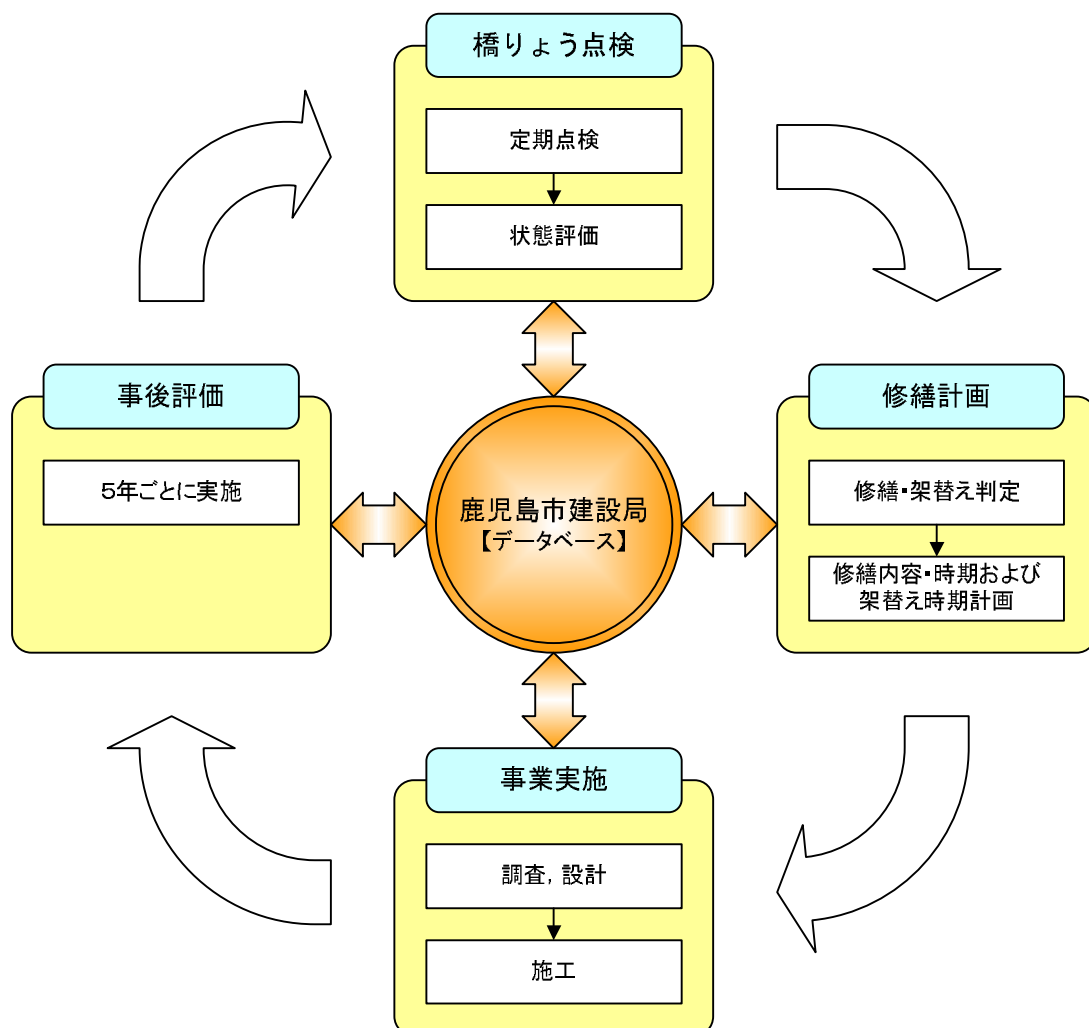 橋りょう点検
定期点検
状態評価
事後評価
5年ごとに実施
鹿児島市建設局
【データベース】
修繕計画
修繕・架替え判定
修繕内容・時期および
架替え時期計画
事業実施
調査，設計
施工